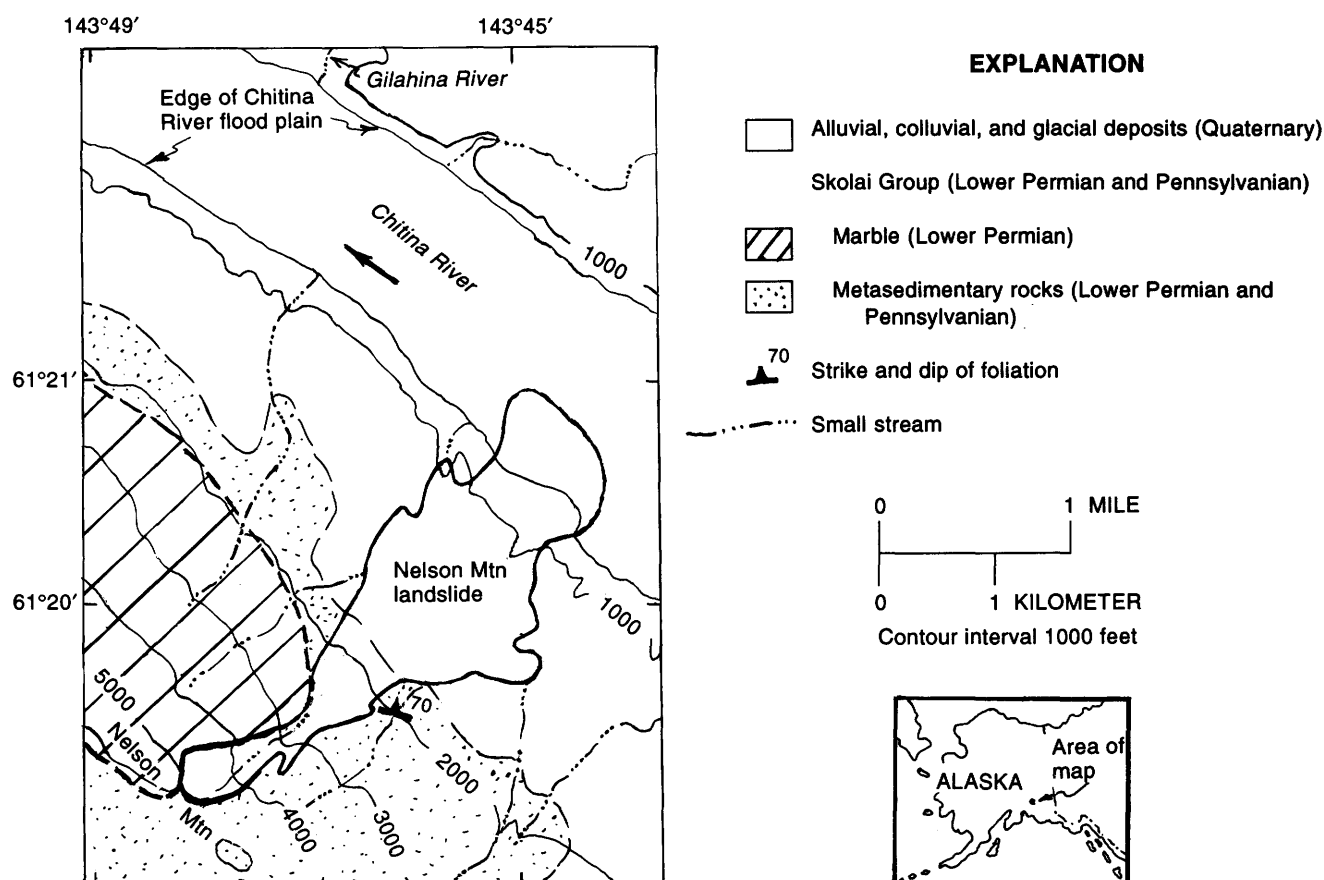 143°49′
143°45′
Gilahina River
Edge of Chitina
River flood plain
Chitina River
1000
61°21′
Nelson Mtn
landslide
61°20′
1000
5000
Nelson
Mtn
70
2000
3000
4000
EXPLANATION
Alluvial, colluvial, and glacial deposits (Quaternary)
Skolai Group (Lower Permian and Pennsylvanian)
Marble (Lower Permian)
Metasedimentary rocks (Lower Permian and
Pennsylvanian)
70
Strike and dip of foliation
Small stream
0 1 MILE
0 1 KILOMETER
Contour interval 1000 feet
Area of
map
ALASKA